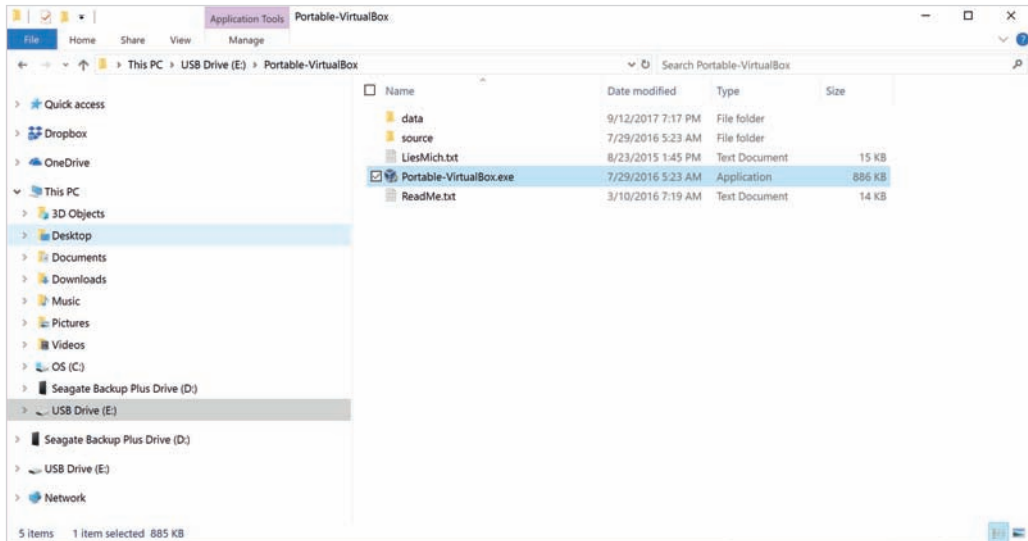 Application Tools Portable-VirtualBox
File Home Share View Manage
This PC > USB Drive (E:) > Portable-VirtualBox
Search Portable-VirtualBox
Quick access
Dropbox
OneDrive
This PC
3D Objects
Desktop
Documents
Downloads
Music
Pictures
Videos
OS (C:)
Seagate Backup Plus Drive (D:)
USB Drive (E:)
Seagate Backup Plus Drive (D:)
USB Drive (E:)
Network
Name Date modified Type Size
data 9/12/2017 7:17 PM File folder
source 7/29/2016 5:23 AM File folder
LiesMich.txt 8/23/2015 1:45 PM Text Document 15 KB
Portable-VirtualBox.exe 7/29/2016 5:23 AM Application 886 KB
ReadMe.txt 3/10/2016 7:19 AM Text Document 14 KB
5 items 1 item selected 885 KB